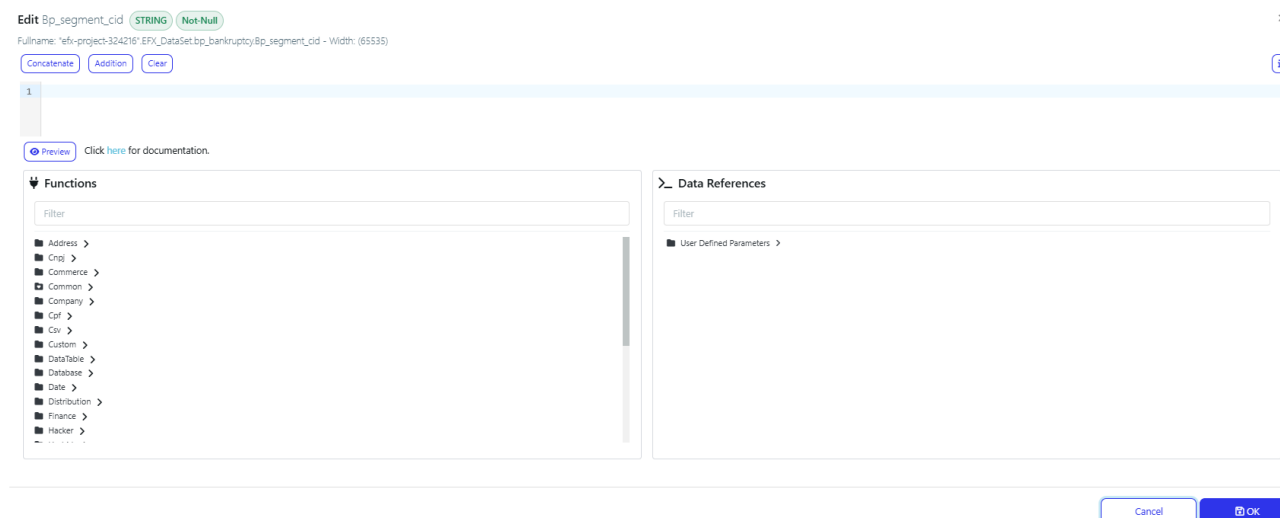 Edit Bp_segment_cid STRING Not-Null
Fullname: "efx-project-324216".EFX_DataSet.bp_bankruptcy.Bp_segment_cid - Width: (65535)
Concatenate Addition Clear
1
Preview Click here for documentation.
Functions
Filter
Address
Cnpj
Commerce
Common
Company
Cpf
Csv
Custom
DataTable
Database
Date
Distribution
Finance
Hacker
Data References
Filter
User Defined Parameters
Cancel OK